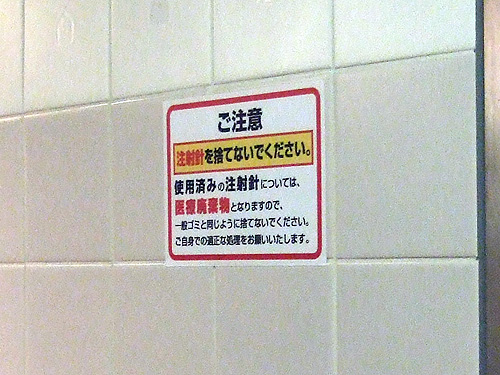 ご注意
注射針を捨てないでください。
使用済みの注射針については、
医療廃棄物となりますので、
一般ゴミと同じように捨てないでください。
ご自身での適正な処理をお願いいたします。